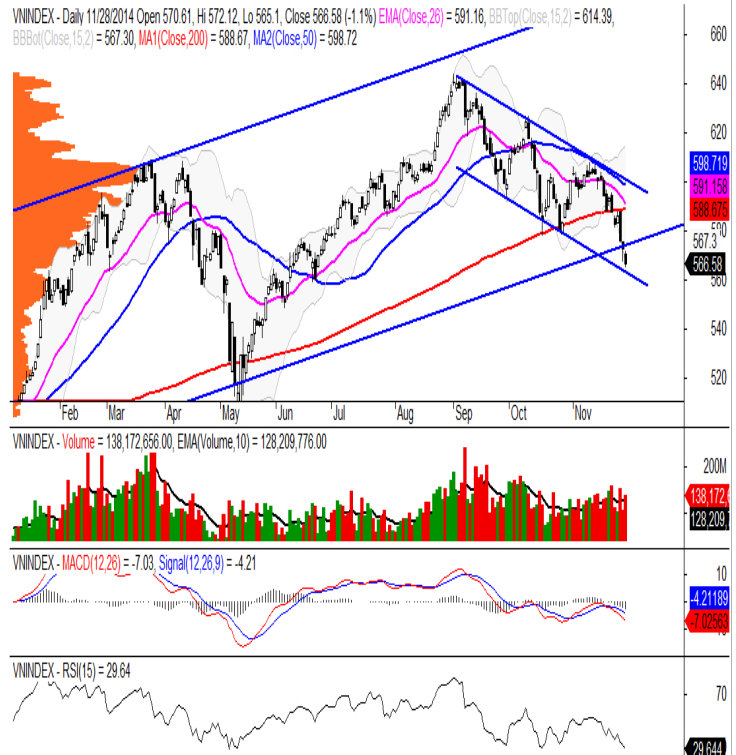 VNINDEX - Daily 11/28/2014 Open 570.61, Hi 572.12, Lo 565.1, Close 566.58 (-1.1%) EMA(Close,26) = 591.16, BBTop(Close,15,2) = 614.39,
BBBot(Close,15,2) = 567.30, MA1(Close,200) = 588.67, MA2(Close,50) = 598.72
660
640
620
598.719
591.158
588.675
567.3
566.58
560
540
520
Feb Mar Apr May Jun Jul Aug Sep Oct Nov
VNINDEX - Volume = 138,172,656.00, EMA(Volume,10) = 128,209,776.00
200M
138,172,
128,209,
VNINDEX - MACD(12,26) = -7.03, Signal(12,26,9) = -4.21
10
-4.21189
-7.02563
VNINDEX - RSI(15) = 29.64
70
29.644